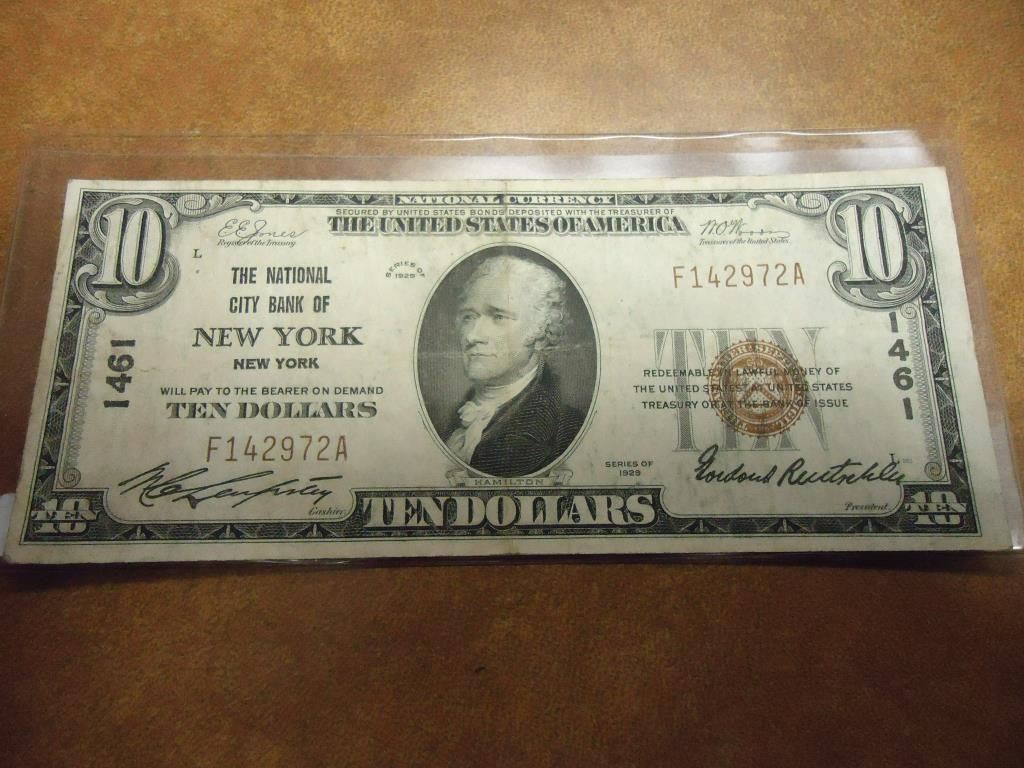 NATIONAL CURRENCY
SECURED BY UNITED STATES BONDS DEPOSITED WITH THE TREASURER OF
THE UNITED STATES OF AMERICA
10
10
E E Jones
Register of the Treasury
Treasurer of the United States
L
SERIES OF
1929
THE NATIONAL
CITY BANK OF
NEW YORK
NEW YORK
WILL PAY TO THE BEARER ON DEMAND
TEN DOLLARS
F142972A
1461
Cashier
HAMILTON
F142972A
1461
TEN
REDEEMABLE IN LAWFUL MONEY OF
THE UNITED STATES AT UNITED STATES
TREASURY OR AT THE BANK OF ISSUE
SERIES OF
1929
L
President
10 TEN
TEN DOLLARS
10 TEN